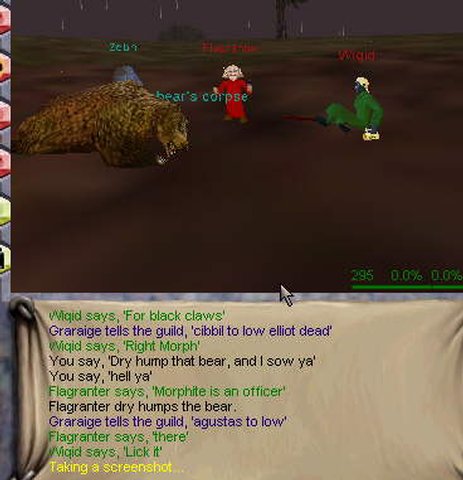 Zebn
Flagranter
bear's corpse
Wiqid
295 0.0% 0.0%
Wiqid says, 'For black claws'
Graraige tells the guild, 'cibbil to low elliot dead'
Wiqid says, 'Right Morph'
You say, 'Dry hump that bear, and I sow ya'
You say, 'hell ya'
Flagranter says, 'Morphite is an officer'
Flagranter dry humps the bear.
Graraige tells the guild, 'agustas to low'
Flagranter says, 'there'
Wiqid says, 'Lick it'
Taking a screenshot...